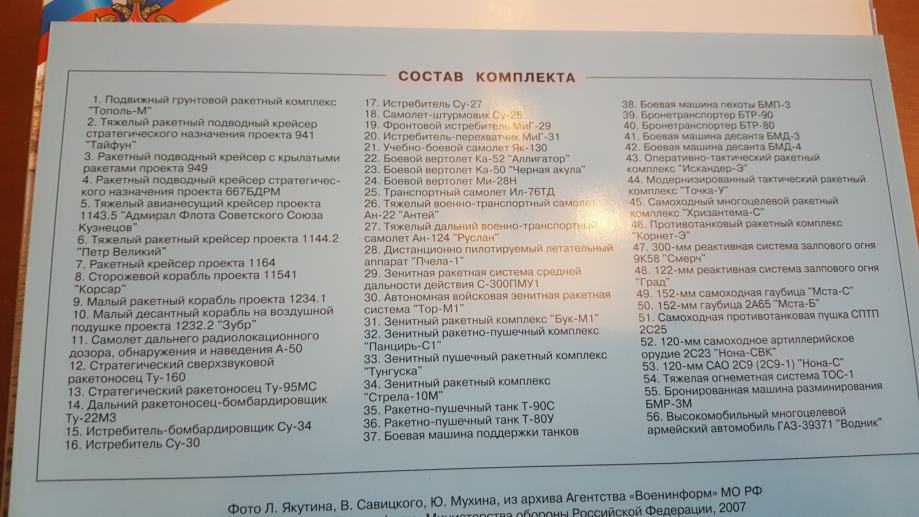 СОСТАВ КОМПЛЕКТА
1. Подвижный грунтовой ракетный комплекс
"Тополь-М"
2. Тяжелый ракетный подводный крейсер
стратегического назначения проекта 941
"Тайфун"
3. Ракетный подводный крейсер с крылатыми
ракетами проекта 949
4. Ракетный подводный крейсер стратегичес-
кого назначения проекта 667БДРМ
5. Тяжелый авианесущий крейсер проекта
1143.5 "Адмирал Флота Советского Союза
Кузнецов"
6. Тяжелый ракетный крейсер проекта 1144.2
"Петр Великий"
7. Ракетный крейсер проекта 1164
8. Сторожевой корабль проекта 11541
"Корсар"
9. Малый ракетный корабль проекта 1234.1
10. Малый десантный корабль на воздушной
подушке проекта 1232.2 "Зубр"
11. Самолет дальнего радиолокационного
дозора, обнаружения и наведения А-50
12. Стратегический сверхзвуковой
ракетоносец Ту-160
13. Стратегический ракетоносец Ту-95МС
14. Дальний ракетоносец-бомбардировщик
Ту-22М3
15. Истребитель-бомбардировщик Су-34
16. Истребитель Су-30
17. Истребитель Су-27
18. Самолет-штурмовик Су-25
19. Фронтовой истребитель МиГ-29
20. Истребитель-перехватчик МиГ-31
21. Учебно-боевой самолет Як-130
22. Боевой вертолет Ка-52 "Аллигатор"
23. Боевой вертолет Ка-50 "Черная акула"
24. Боевой вертолет Ми-28Н
25. Транспортный самолет Ил-76ТД
26. Тяжелый военно-транспортный самолет
Ан-22 "Антей"
27. Тяжелый дальний военно-транспортный
самолет Ан-124 "Руслан"
28. Дистанционно пилотируемый летательный
аппарат "Пчела-1"
29. Зенитная ракетная система средней
дальности действия С-300ПМУ1
30. Автономная войсковая зенитная ракетная
система "Тор-М1"
31. Зенитный ракетный комплекс "Бук-М1"
32. Зенитный ракетно-пушечный комплекс
"Панцирь-С1"
33. Зенитный пушечный ракетный комплекс
"Тунгуска"
34. Зенитный ракетный комплекс
"Стрела-10М"
35. Ракетно-пушечный танк Т-90С
36. Ракетно-пушечный танк Т-80У
37. Боевая машина поддержки танков
38. Боевая машина пехоты БМП-3
39. Бронетранспортер БТР-90
40. Бронетранспортер БТР-80
41. Боевая машина десанта БМД-3
42. Боевая машина десанта БМД-4
43. Оперативно-тактический ракетный
комплекс "Искандер-Э"
44. Модернизированный тактический ракетный
комплекс "Точка-У"
45. Самоходный многоцелевой ракетный
комплекс "Хризантема-С"
46. Противотанковый ракетный комплекс
"Корнет-Э"
47. 300-мм реактивная система залпового огня
9К58 "Смерч"
48. 122-мм реактивная система залпового огня
"Град"
49. 152-мм самоходная гаубица "Мста-С"
50. 152-мм гаубица 2А65 "Мста-Б"
51. Самоходная противотанковая пушка СПТП
2С25
52. 120-мм самоходное артиллерийское
орудие 2С23 "Нона-СВК"
53. 120-мм САО 2С9 (2С9-1) "Нона-С"
54. Тяжелая огнеметная система ТОС-1
55. Бронированная машина разминирования
БМР-3М
56. Высокомобильный многоцелевой
армейский автомобиль ГАЗ-39371 "Водник"
Фото Л. Якутина, В. Савицкого, Ю. Мухина, из архива Агентства «Военинформ» МО РФ
Министерства обороны Российской Федерации, 2007